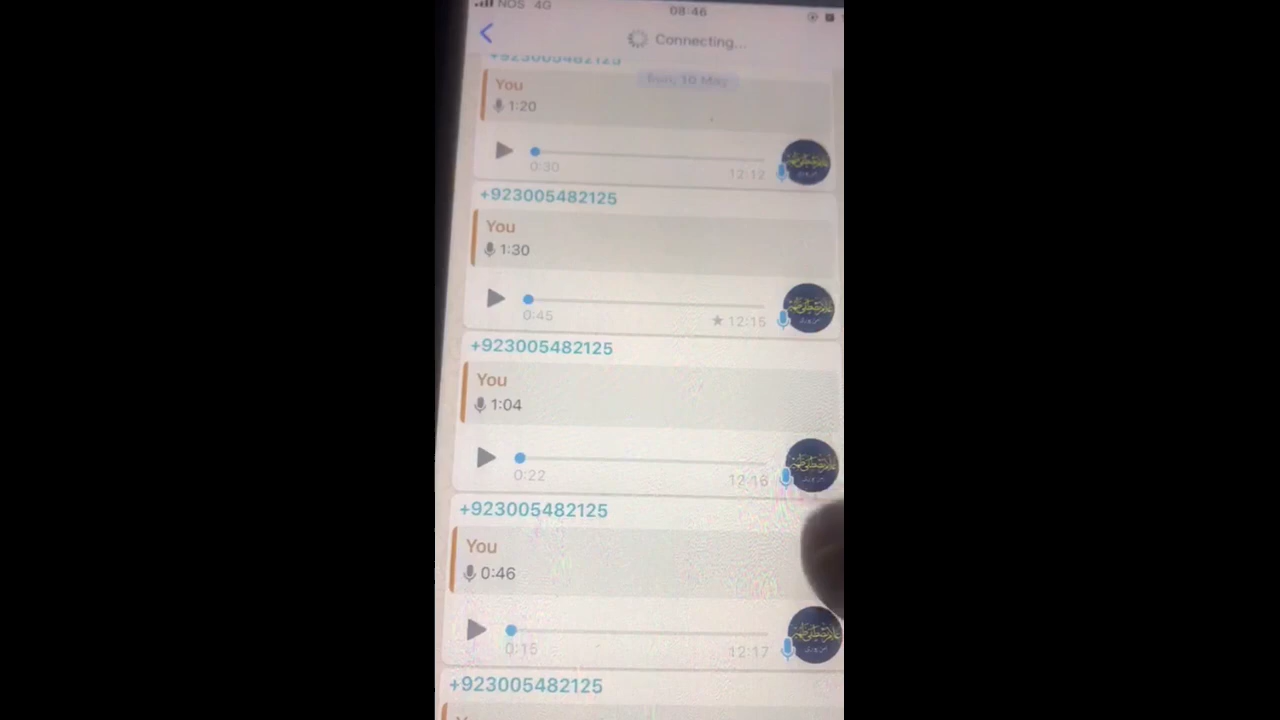 NOS 4G
08:46
Connecting...
+923005482125
Sun, 10 May
You
1:20
0:30
12:12
+923005482125
You
1:30
0:45
★ 12:15
+923005482125
You
1:04
0:22
12:16
+923005482125
You
0:46
0:15
12:17
+923005482125